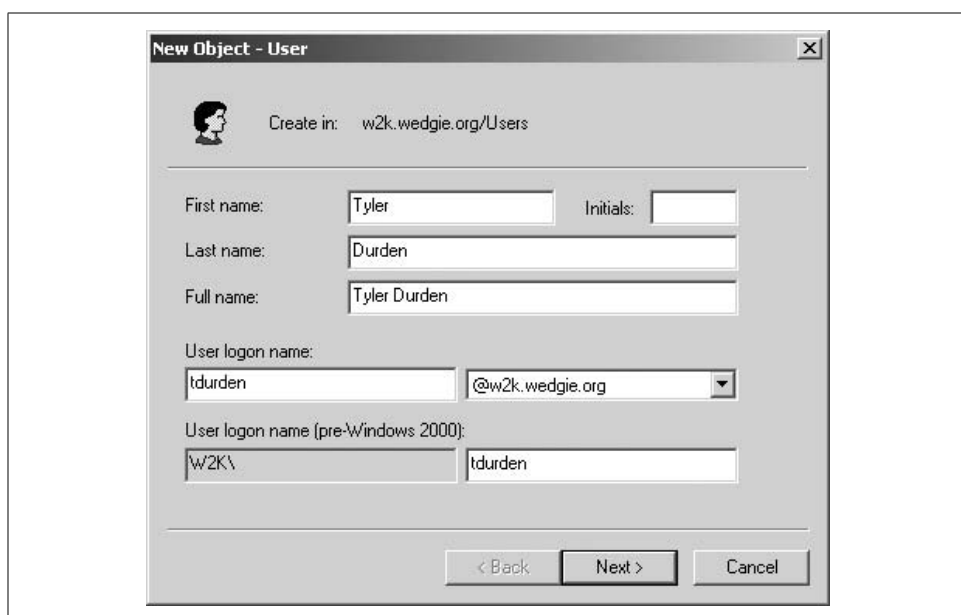 New Object - User
Create in: w2k.wedgie.org/Users
First name: Tyler Initials:
Last name: Durden
Full name: Tyler Durden
User logon name:
tdurden @w2k.wedgie.org
User logon name (pre-Windows 2000):
W2K\ tdurden
< Back Next > Cancel